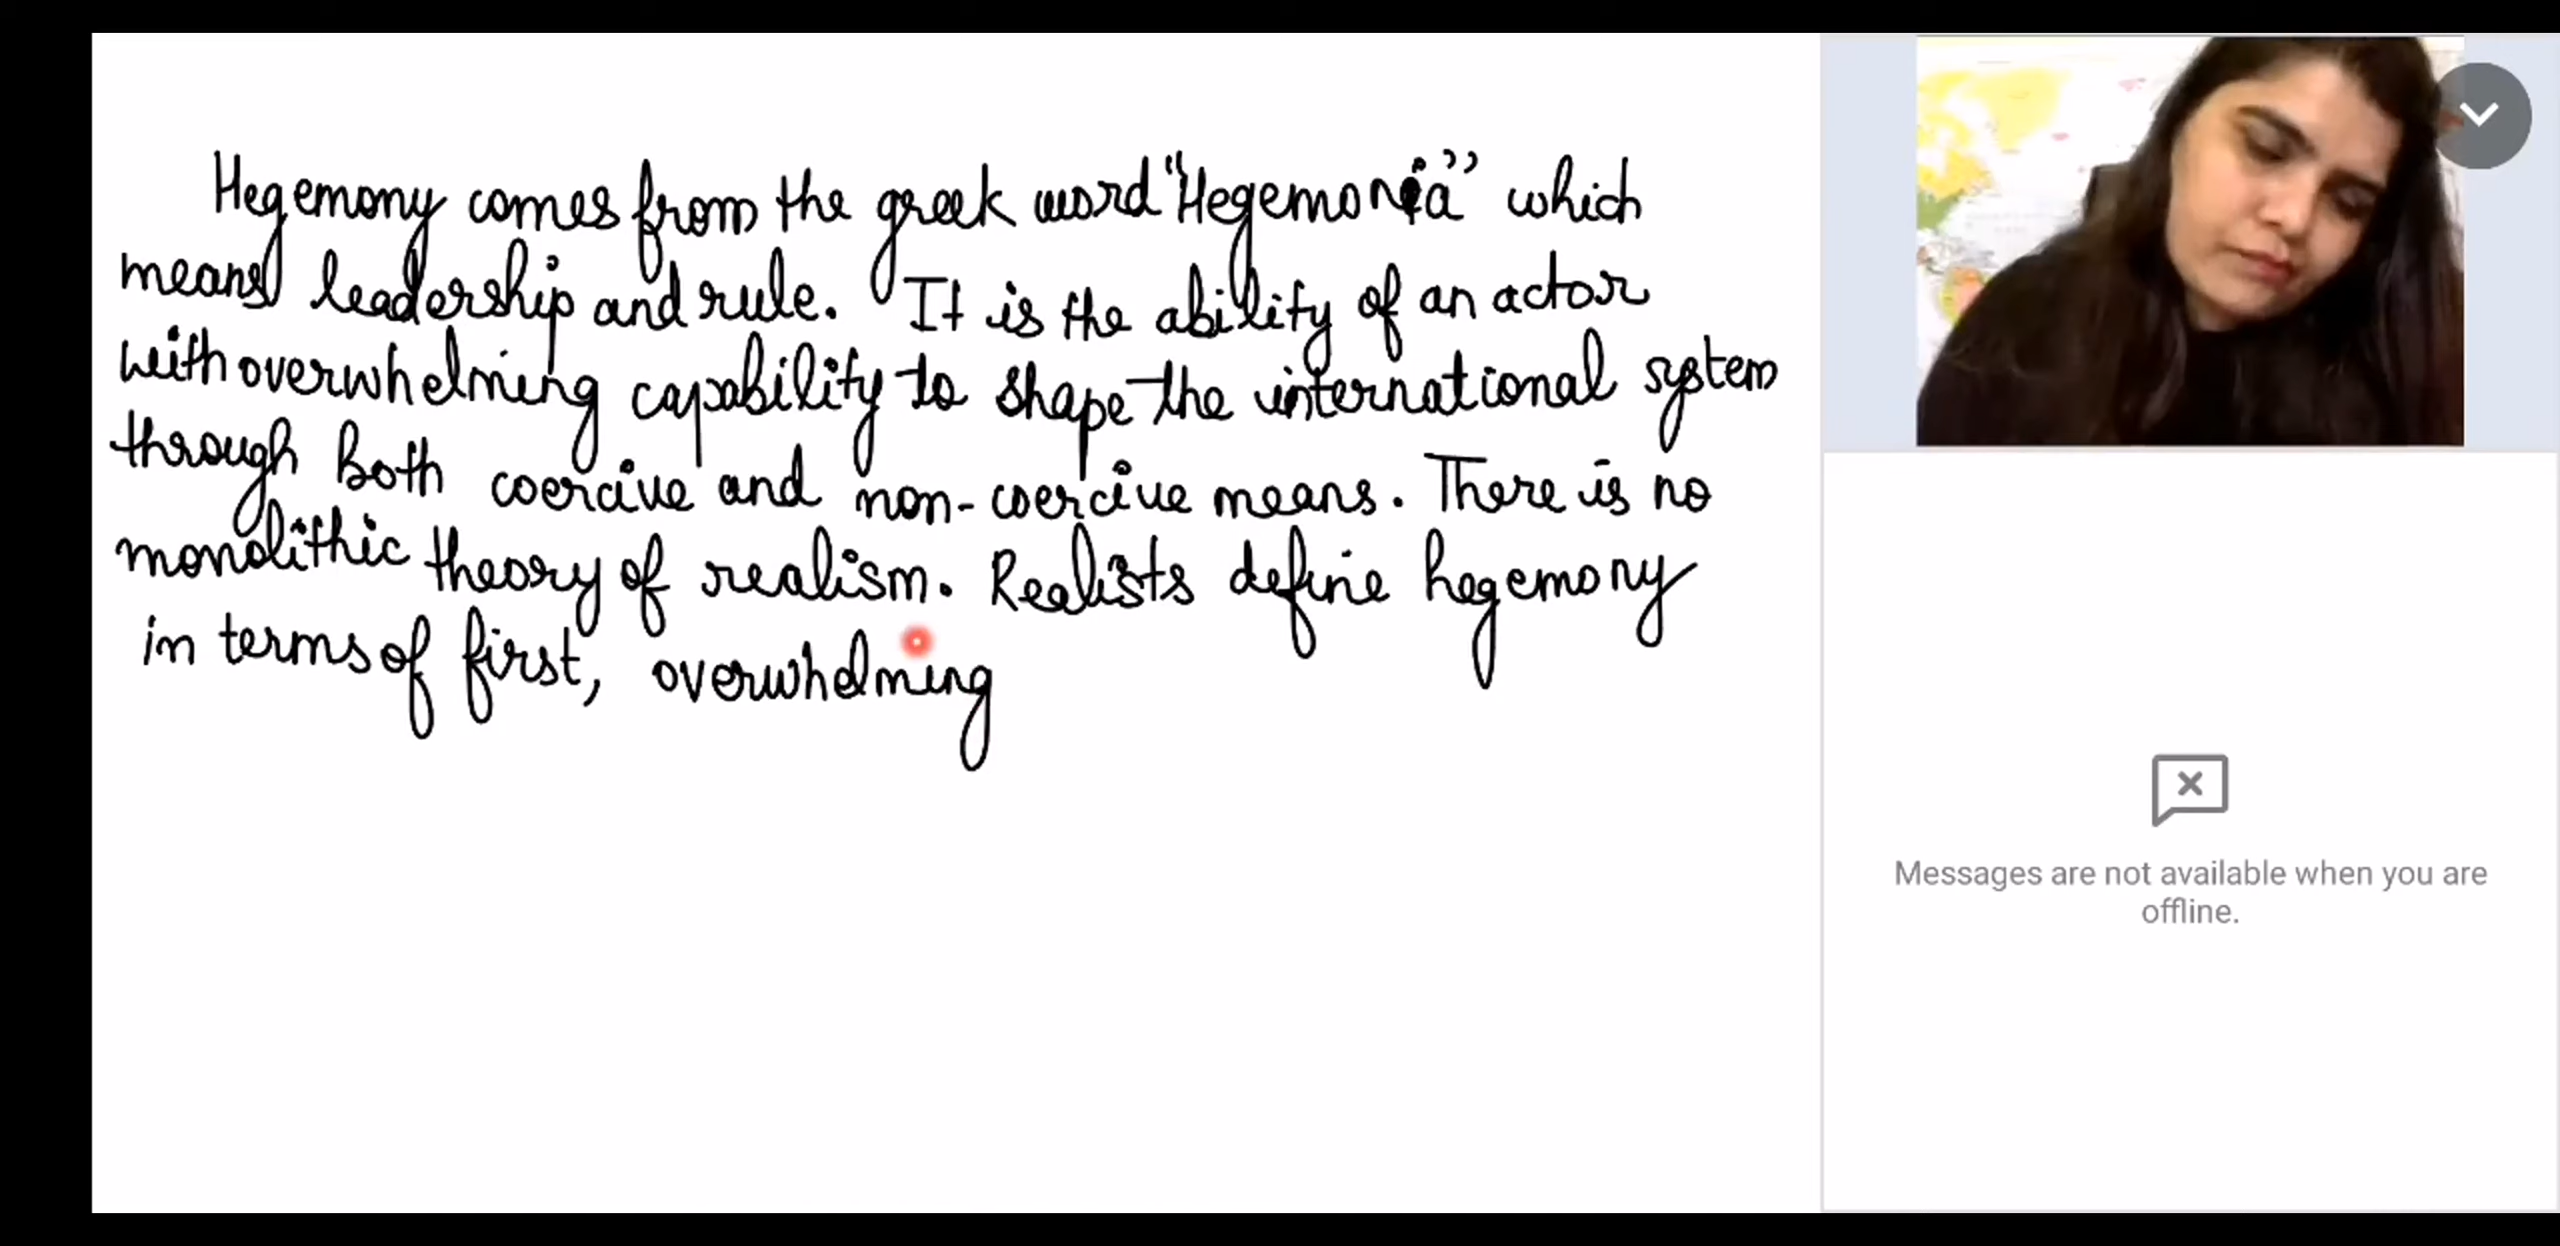 Hegemony comes from the greek word "Hegemonia" which
means leadership and rule. It is the ability of an actor
with overwhelming capability to shape the international system
through both coercive and non-coercive means. There is no
monolithic theory of realism. Realists define hegemony
in terms of first, overwhelming
Messages are not available when you are
offline.